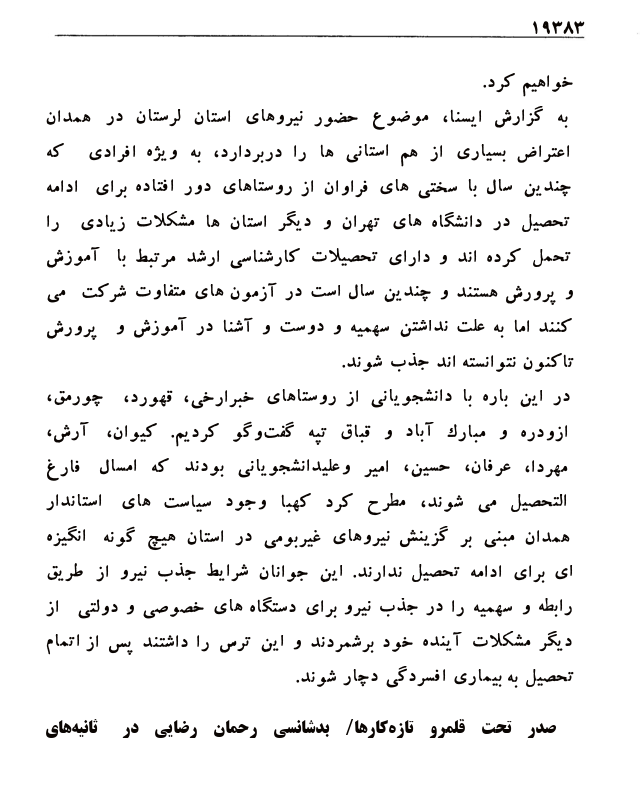 ۱۹۳۸۳
خواهیم کرد.
به گزارش ایسنا، موضوع حضور نیروهای استان لرستان در همدان
اعتراض بسیاری از هم استانی ها را دربردارد، به ویژه افرادی که
چندین سال با سختی های فراوان از روستاهای دور افتاده برای ادامه
تحصیل در دانشگاه های تهران و دیگر استان ها مشکلات زیادی را
تحمل کرده اند و دارای تحصیلات کارشناسی ارشد مرتبط با آموزش
و پرورش هستند و چندین سال است در آزمون های متفاوت شرکت می
کنند اما به علت نداشتن سهمیه و دوست و آشنا در آموزش و پرورش
تاکنون نتوانسته اند جذب شوند.
در این باره با دانشجویانی از روستاهای خبرارخی، قهورد، چورمق،
ازودره و مبارك آباد و قباق تپه گفت‌وگو کردیم. کیوان، آرش،
مهردا، عرفان، حسین، امیر وعلیدانشجویانی بودند که امسال فارغ
التحصیل می شوند، مطرح کرد کهبا وجود سیاست های استاندار
همدان مبنی بر گزینش نیروهای غیربومی در استان هیچ گونه انگیزه
ای برای ادامه تحصیل ندارند. این جوانان شرایط جذب نیرو از طریق
رابطه و سهمیه را در جذب نیرو برای دستگاه های خصوصی و دولتی از
دیگر مشکلات آینده خود برشمردند و این ترس را داشتند پس از اتمام
تحصیل به بیماری افسردگی دچار شوند.
صدر تحت قلمرو تازه‌کارها/ بدشانسی رحمان رضایی در ثانیه‌های